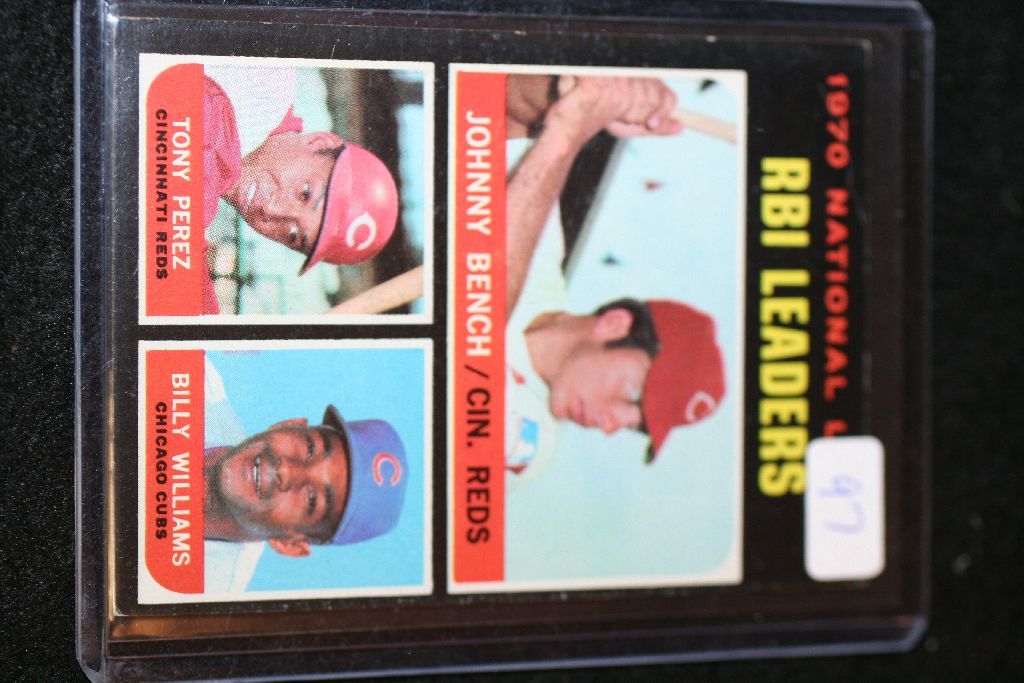 1970 NATIONAL L
RBI LEADERS
97
JOHNNY BENCH / CIN. REDS
TONY PEREZ
CINCINNATI REDS
BILLY WILLIAMS
CHICAGO CUBS
C
C
C